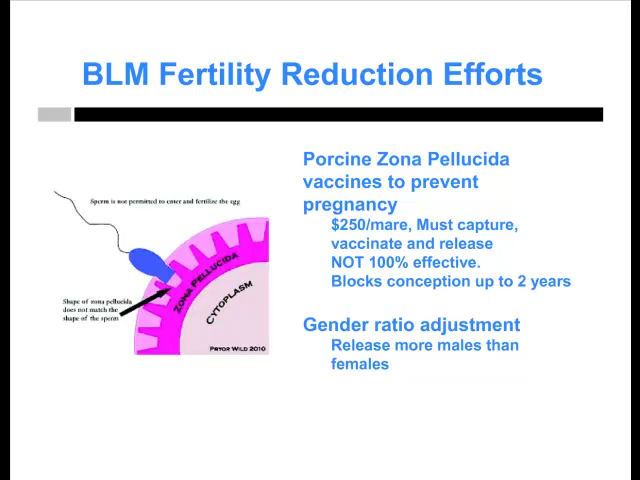 BLM Fertility Reduction Efforts
Sperm is not permitted to enter and fertilize the egg
Shape of zona pellucida
does not match the
shape of the sperm
ZONA PELLUCIDA
CYTOPLASM
PRYOR WILD 2010
Porcine Zona Pellucida
vaccines to prevent
pregnancy
$250/mare, Must capture,
vaccinate and release
NOT 100% effective.
Blocks conception up to 2 years
Gender ratio adjustment
Release more males than
females